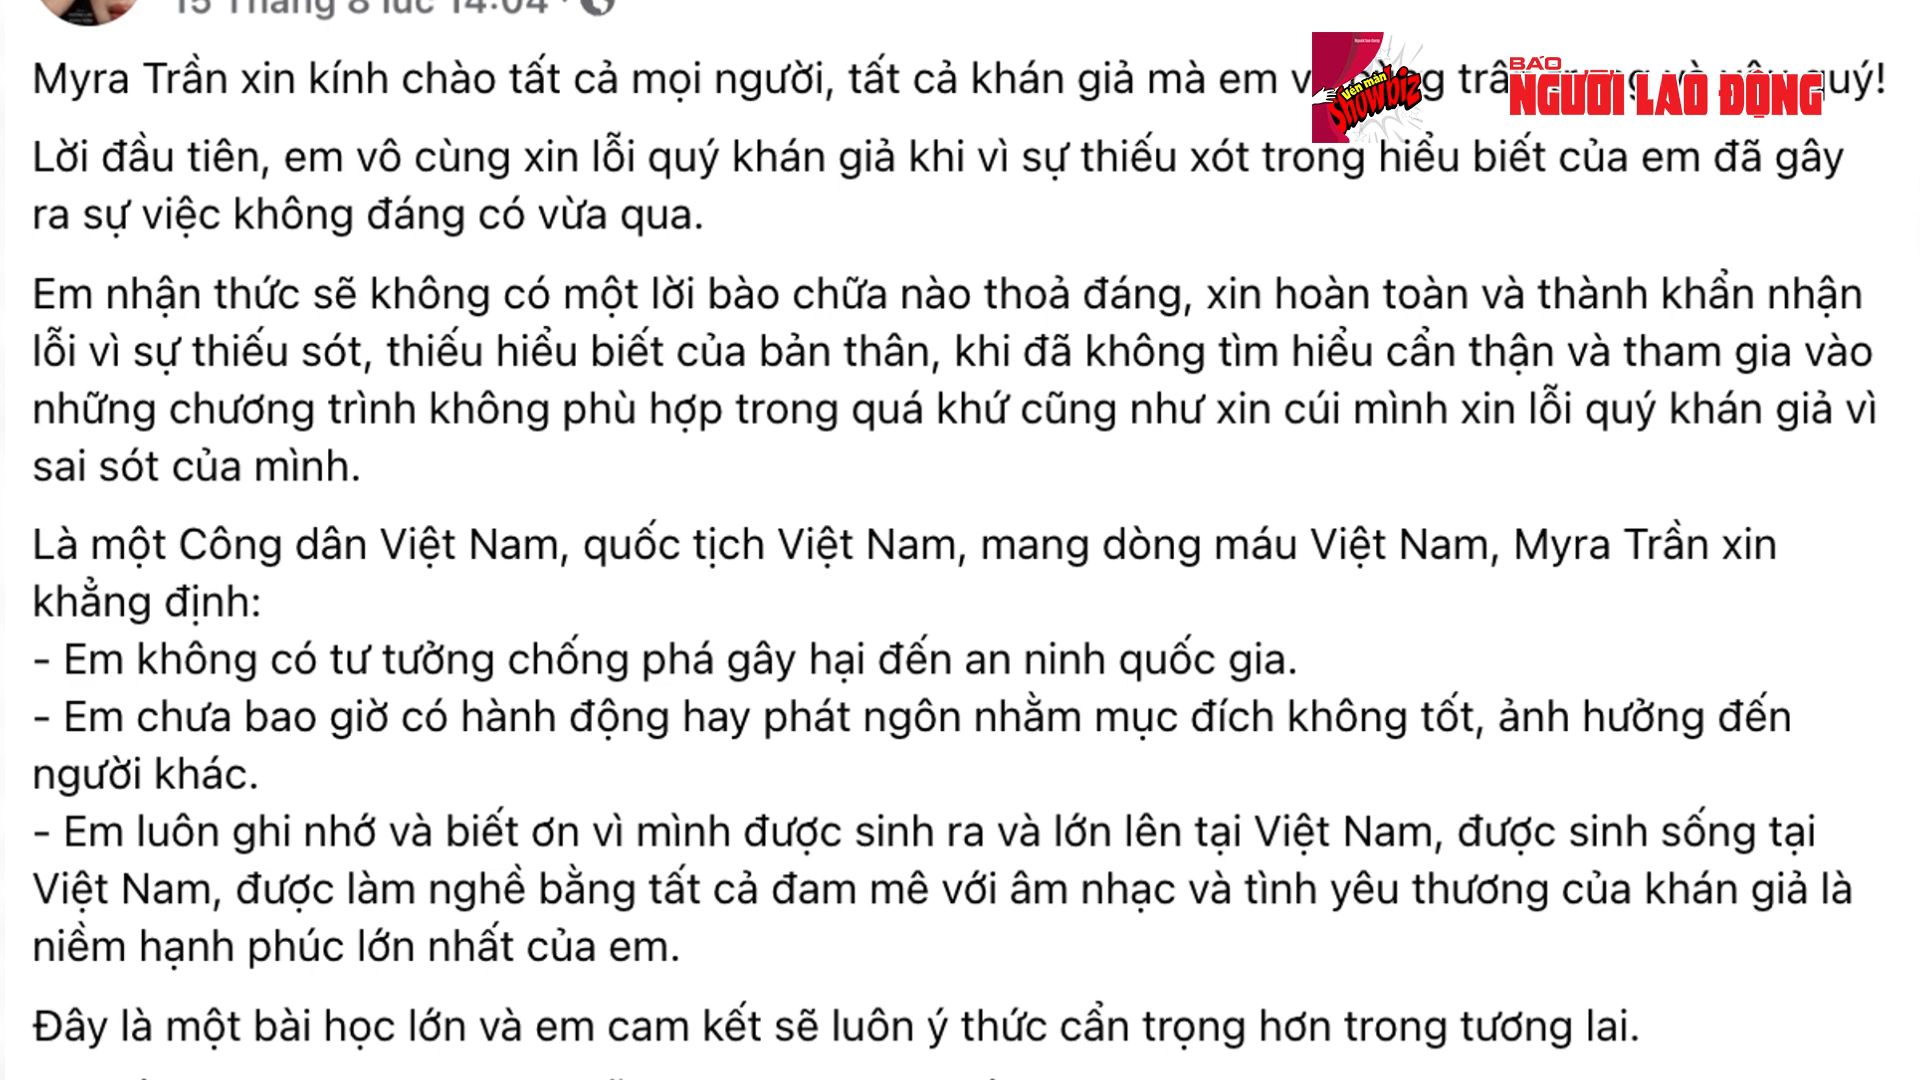 15 Tháng 8 lúc 14:04 ·
Myra Trần xin kính chào tất cả mọi người, tất cả khán giả mà em quý!
Vén màn
Showbiz
BÁO
NGƯỜI LAO ĐỘNG
Lời đầu tiên, em vô cùng xin lỗi quý khán giả khi vì sự thiếu xót trong hiểu biết của em đã gây
ra sự việc không đáng có vừa qua.
Em nhận thức sẽ không có một lời bào chữa nào thoả đáng, xin hoàn toàn và thành khẩn nhận
lỗi vì sự thiếu sót, thiếu hiểu biết của bản thân, khi đã không tìm hiểu cẩn thận và tham gia vào
những chương trình không phù hợp trong quá khứ cũng như xin cúi mình xin lỗi quý khán giả vì
sai sót của mình.
Là một Công dân Việt Nam, quốc tịch Việt Nam, mang dòng máu Việt Nam, Myra Trần xin
khẳng định:
- Em không có tư tưởng chống phá gây hại đến an ninh quốc gia.
- Em chưa bao giờ có hành động hay phát ngôn nhằm mục đích không tốt, ảnh hưởng đến
người khác.
- Em luôn ghi nhớ và biết ơn vì mình được sinh ra và lớn lên tại Việt Nam, được sinh sống tại
Việt Nam, được làm nghề bằng tất cả đam mê với âm nhạc và tình yêu thương của khán giả là
niềm hạnh phúc lớn nhất của em.
Đây là một bài học lớn và em cam kết sẽ luôn ý thức cẩn trọng hơn trong tương lai.